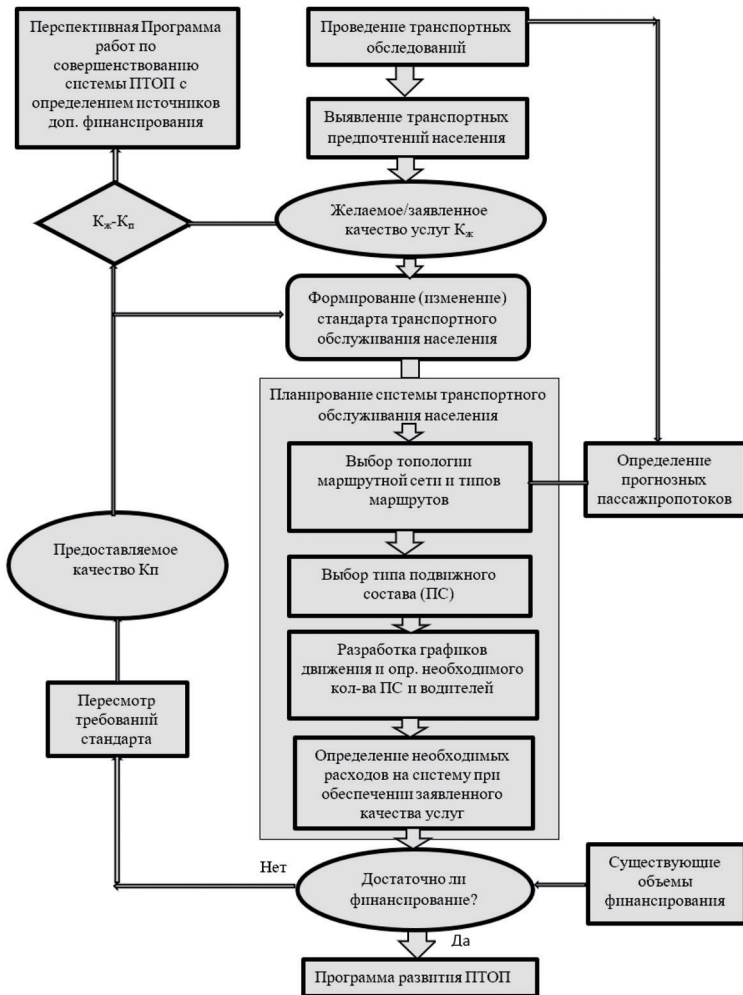 Перспективная Программа
работ по
совершенствованию
системы ПТОП с
определением источников
доп. финансирования
Проведение транспортных
обследований
Выявление транспортных
предпочтений населения
Kж-Kп
Желаемое/заявленное
качество услуг Kж
Формирование (изменение)
стандарта транспортного
обслуживания населения
Планирование системы транспортного
обслуживания населения
Выбор топологии
маршрутной сети и типов
маршрутов
Определение
прогнозных
пассажиропотоков
Предоставляемое
качество Кп
Выбор типа подвижного
состава (ПС)
Разработка графиков
движения и опр. необходимого
кол-ва ПС и водителей
Пересмотр
требований
стандарта
Определение необходимых
расходов на систему при
обеспечении заявленного
качества услуг
Нет
Достаточно ли
финансирование?
Существующие
объемы
финансирования
Да
Программа развития ПТОП